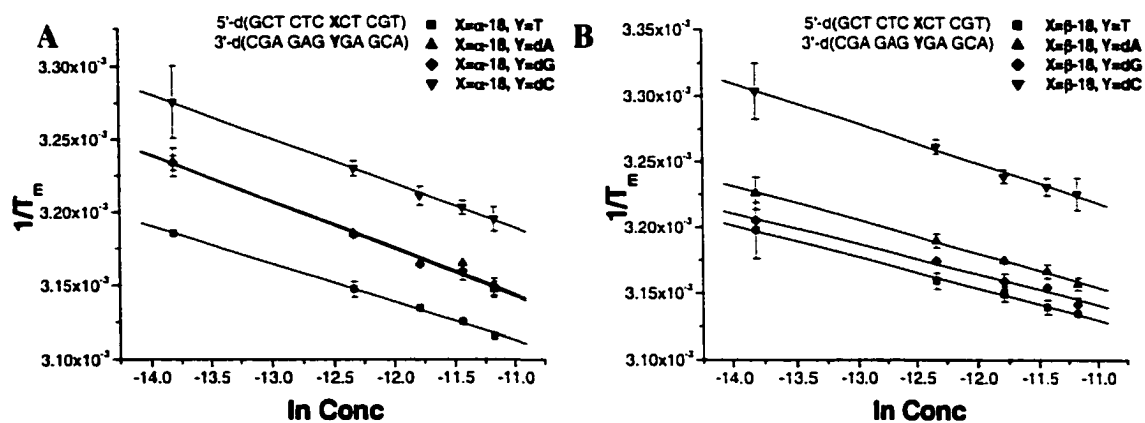 A
5'-d(GCT CTC XCT CGT)
3'-d(CGA GAG YGA GCA)
X=α-18, Y=T
X=α-18, Y=dA
X=α-18, Y=dG
X=α-18, Y=dC
3.30x10⁻³
3.25x10⁻³
3.20x10⁻³
3.15x10⁻³
3.10x10⁻³
1/Tm
-14.0 -13.5 -13.0 -12.5 -12.0 -11.5 -11.0
ln Conc
B
5'-d(GCT CTC XCT CGT)
3'-d(CGA GAG YGA GCA)
X=β-18, Y=T
X=β-18, Y=dA
X=β-18, Y=dG
X=β-18, Y=dC
3.35x10⁻³
3.30x10⁻³
3.25x10⁻³
3.20x10⁻³
3.15x10⁻³
3.10x10⁻³
1/Tm
-14.0 -13.5 -13.0 -12.5 -12.0 -11.5 -11.0
ln Conc